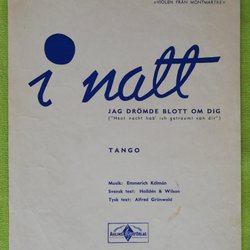 «VIOLEN FRÅN MONTMARTRE»
i natt
JAG DRÖMDE BLOTT OM DIG
("Heut nacht hab' ich geträumt von dir")
TANGO
Musik: Emmerich Kálmán
Svensk text: Halldén & Wilson
Tysk text: Alfred Grünwald